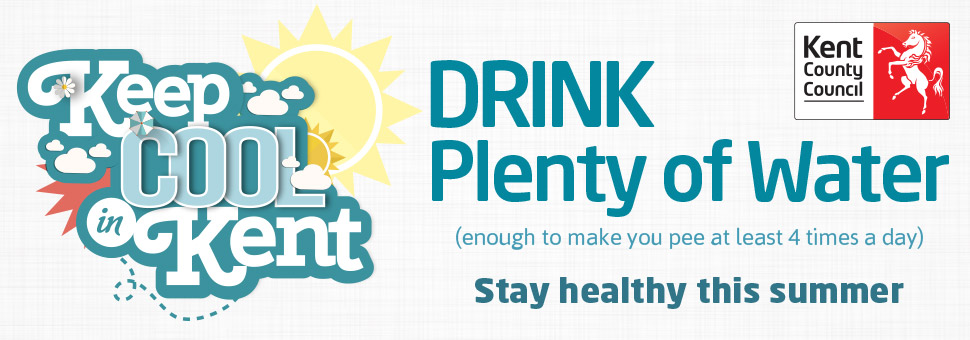 Keep
COOL
in
Kent
DRINK
Plenty of Water
(enough to make you pee at least 4 times a day)
Stay healthy this summer
Kent
County
Council